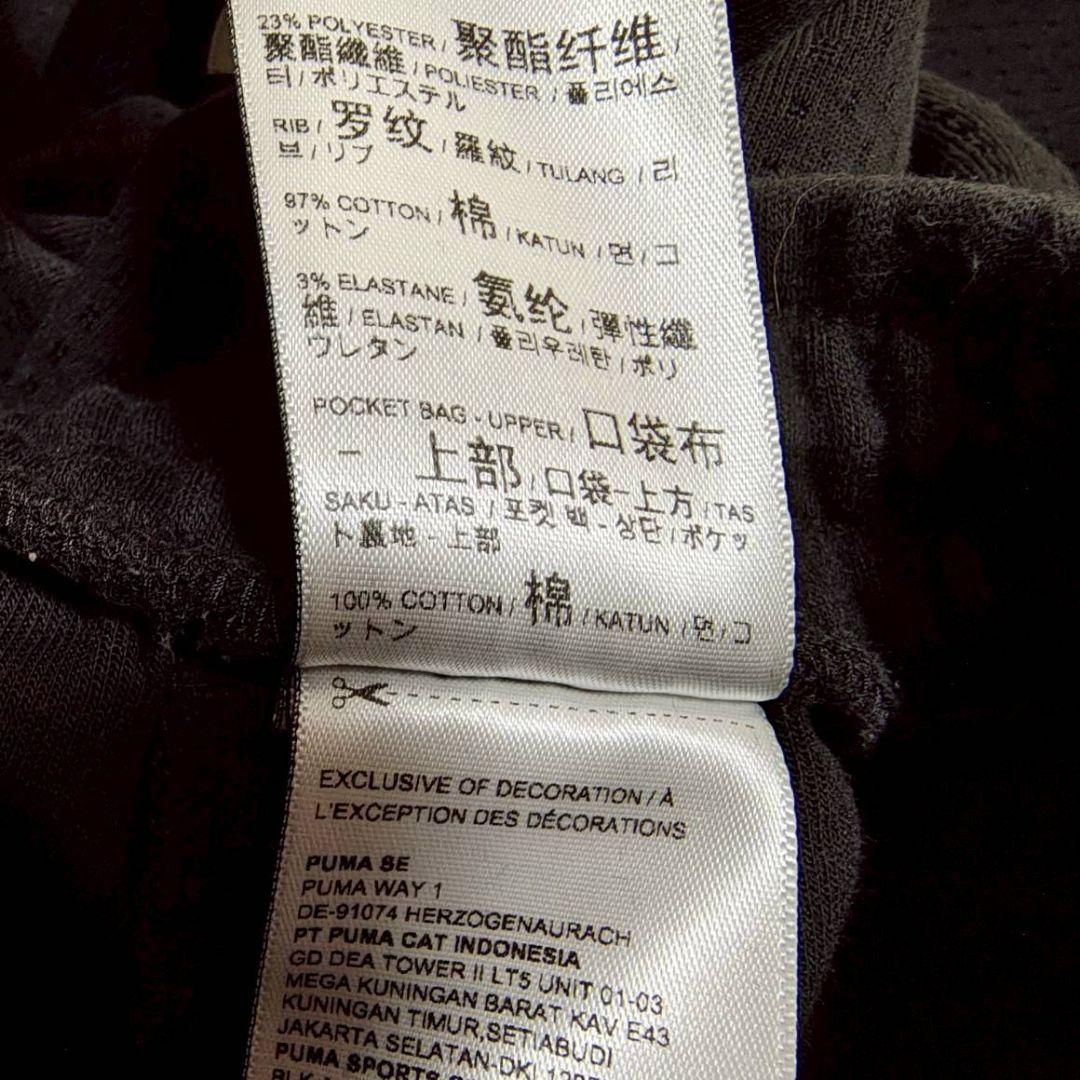 23% POLYESTER / 聚酯纤维 /
聚酯纖維 / POLIESTER / 폴리에스
터 / ポリエステル
RIB / 罗纹 / 羅紋 / TULANG / 리
브 / リブ
97% COTTON / 棉 / KATUN / 면 / コ
ットン
3% ELASTANE / 氨纶 / 彈性纖
維 / ELASTAN / 폴리우레탄 / ポリ
ウレタン
POCKET BAG - UPPER / 口袋布
- 上部 / 口袋-上方 / TAS
SAKU - ATAS / 포켓 백 - 상단 / ポケッ
ト裏地 - 上部
100% COTTON / 棉 / KATUN / 면 / コ
ットン
EXCLUSIVE OF DECORATION / À
L'EXCEPTION DES DÉCORATIONS
PUMA SE
PUMA WAY 1
DE-91074 HERZOGENAURACH
PT PUMA CAT INDONESIA
GD DEA TOWER II LT5 UNIT 01-03
MEGA KUNINGAN BARAT KAV E43
KUNINGAN TIMUR,SETIABUDI
JAKARTA SELATAN-DKI
PUMA SPORTS